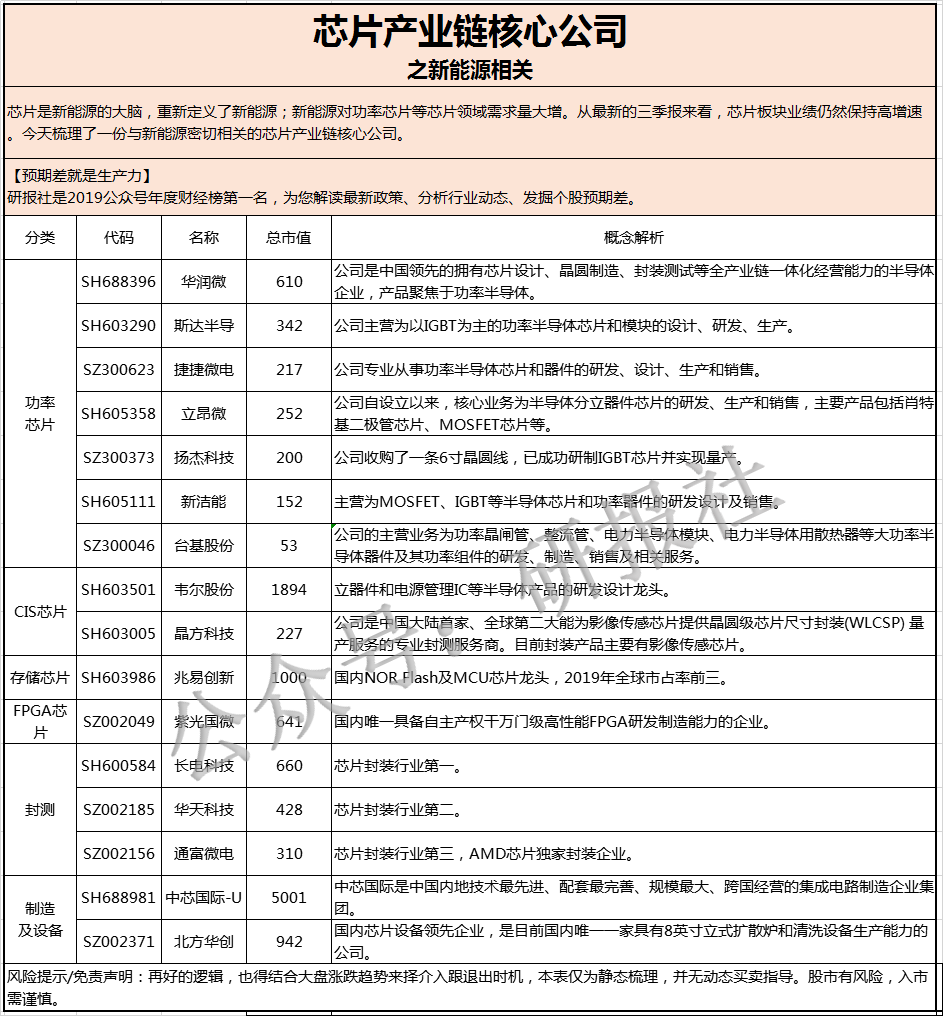 芯片产业链核心公司
之新能源相关
芯片是新能源的大脑，重新定义了新能源；新能源对功率芯片等芯片领域需求量大增。从最新的三季报来看，芯片板块业绩仍然保持高增速
。今天梳理了一份与新能源密切相关的芯片产业链核心公司。
【预期差就是生产力】
研报社是2019公众号年度财经榜第一名，为您解读最新政策、分析行业动态、发掘个股预期差。
分类 代码 名称 总市值 概念解析
功率
芯片
SH688396 华润微 610 公司是中国领先的拥有芯片设计、晶圆制造、封装测试等全产业链一体化经营能力的半导体
企业，产品聚焦于功率半导体。
SH603290 斯达半导 342 公司主营为以IGBT为主的功率半导体芯片和模块的设计、研发、生产。
SZ300623 捷捷微电 217 公司专业从事功率半导体芯片和器件的研发、设计、生产和销售。
SH605358 立昂微 252 公司自设立以来，核心业务为半导体分立器件芯片的研发、生产和销售，主要产品包括肖特
基二极管芯片、MOSFET芯片等。
SZ300373 扬杰科技 200 公司收购了一条6寸晶圆线，已成功研制IGBT芯片并实现量产。
SH605111 新洁能 152 主营为MOSFET、IGBT等半导体芯片和功率器件的研发设计及销售。
SZ300046 台基股份 53 公司的主营业务为功率晶闸管、整流管、电力半导体模块、电力半导体用散热器等大功率半
导体器件及其功率组件的研发、制造、销售及相关服务。
CIS芯片
SH603501 韦尔股份 1894 立器件和电源管理IC等半导体产品的研发设计龙头。
SH603005 晶方科技 227 公司是中国大陆首家、全球第二大能为影像传感芯片提供晶圆级芯片尺寸封装(WLCSP) 量
产服务的专业封测服务商。目前封装产品主要有影像传感芯片。
存储芯片 SH603986 兆易创新 1000 国内NOR Flash及MCU芯片龙头，2019年全球市占率前三。
FPGA芯
片
SZ002049 紫光国微 641 国内唯一具备自主产权千万门级高性能FPGA研发制造能力的企业。
封测
SH600584 长电科技 660 芯片封装行业第一。
SZ002185 华天科技 428 芯片封装行业第二。
SZ002156 通富微电 310 芯片封装行业第三，AMD芯片独家封装企业。
制造
及设备
SH688981 中芯国际-U 5001 中芯国际是中国内地技术最先进、配套最完善、规模最大、跨国经营的集成电路制造企业集
团。
SZ002371 北方华创 942 国内芯片设备领先企业，是目前国内唯一一家具有8英寸立式扩散炉和清洗设备生产能力的
公司。
风险提示/免责声明：再好的逻辑，也得结合大盘涨跌趋势来择介入跟退出时机，本表仅为静态梳理，并无动态买卖指导。股市有风险，入市
需谨慎。
公众号：研报社